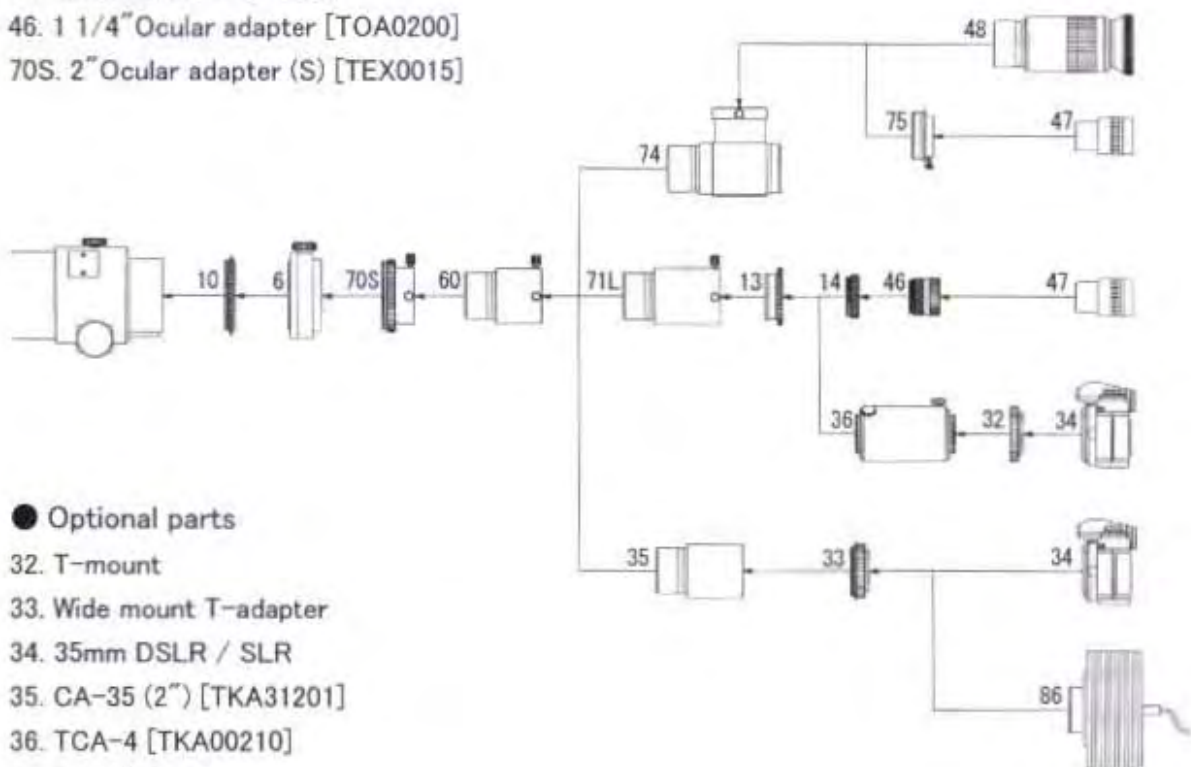 46. 1 1/4″Ocular adapter [TOA0200]
70S. 2″Ocular adapter (S) [TEX0015]
48
75
47
74
10
6
70S
60
71L
13
14
46
47
36
32
34
35
33
34
86
● Optional parts
32. T-mount
33. Wide mount T-adapter
34. 35mm DSLR / SLR
35. CA-35 (2″) [TKA31201]
36. TCA-4 [TKA00210]